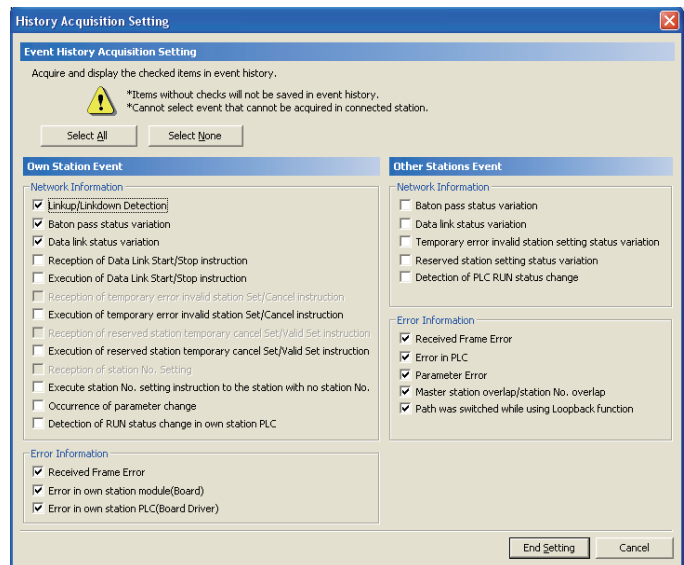 History Acquisition Setting
Event History Acquisition Setting
Acquire and display the checked items in event history.
*Items without checks will not be saved in event history.
*Cannot select event that cannot be acquired in connected station.
Select All
Select None
Own Station Event
Network Information
Linkup/Linkdown Detection
Baton pass status variation
Data link status variation
Reception of Data Link Start/Stop instruction
Execution of Data Link Start/Stop instruction
Reception of temporary error invalid station Set/Cancel instruction
Execution of temporary error invalid station Set/Cancel instruction
Reception of reserved station temporary cancel Set/Valid Set instruction
Execution of reserved station temporary cancel Set/Valid Set instruction
Reception of station No. Setting
Execute station No. setting instruction to the station with no station No.
Occurrence of parameter change
Detection of RUN status change in own station PLC
Error Information
Received Frame Error
Error in own station module(Board)
Error in own station PLC(Board Driver)
Other Stations Event
Network Information
Baton pass status variation
Data link status variation
Temporary error invalid station setting status variation
Reserved station setting status variation
Detection of PLC RUN status change
Error Information
Received Frame Error
Error in PLC
Parameter Error
Master station overlap/station No. overlap
Path was switched while using Loopback function
End Setting
Cancel